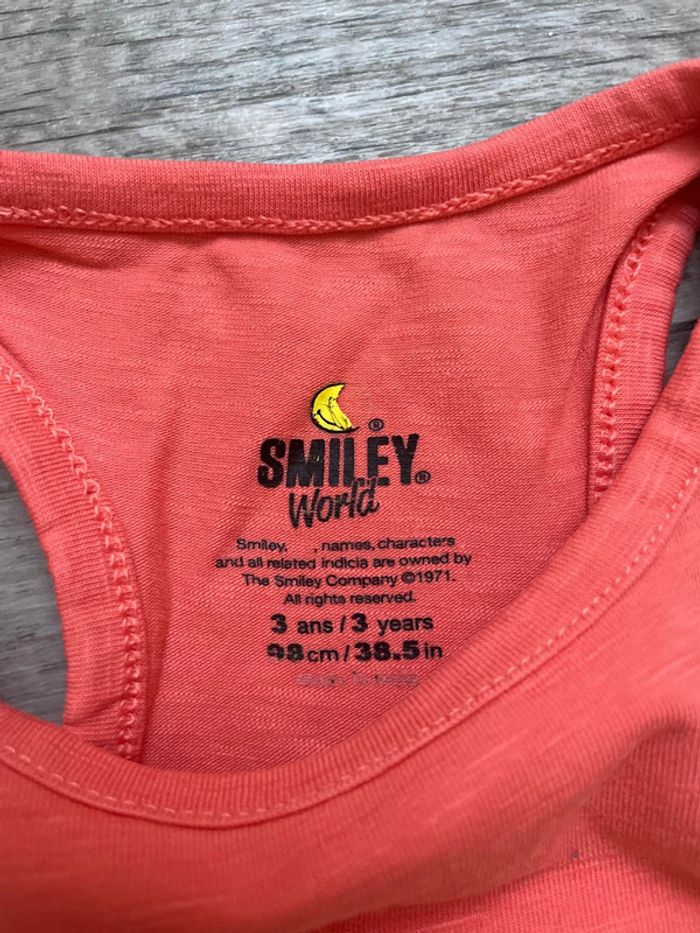 ®
SMILEY®
World
Smiley, , names, characters
and all related indicia are owned by
The Smiley Company ©1971.
All rights reserved.
3 ans / 3 years
98cm / 38.5in